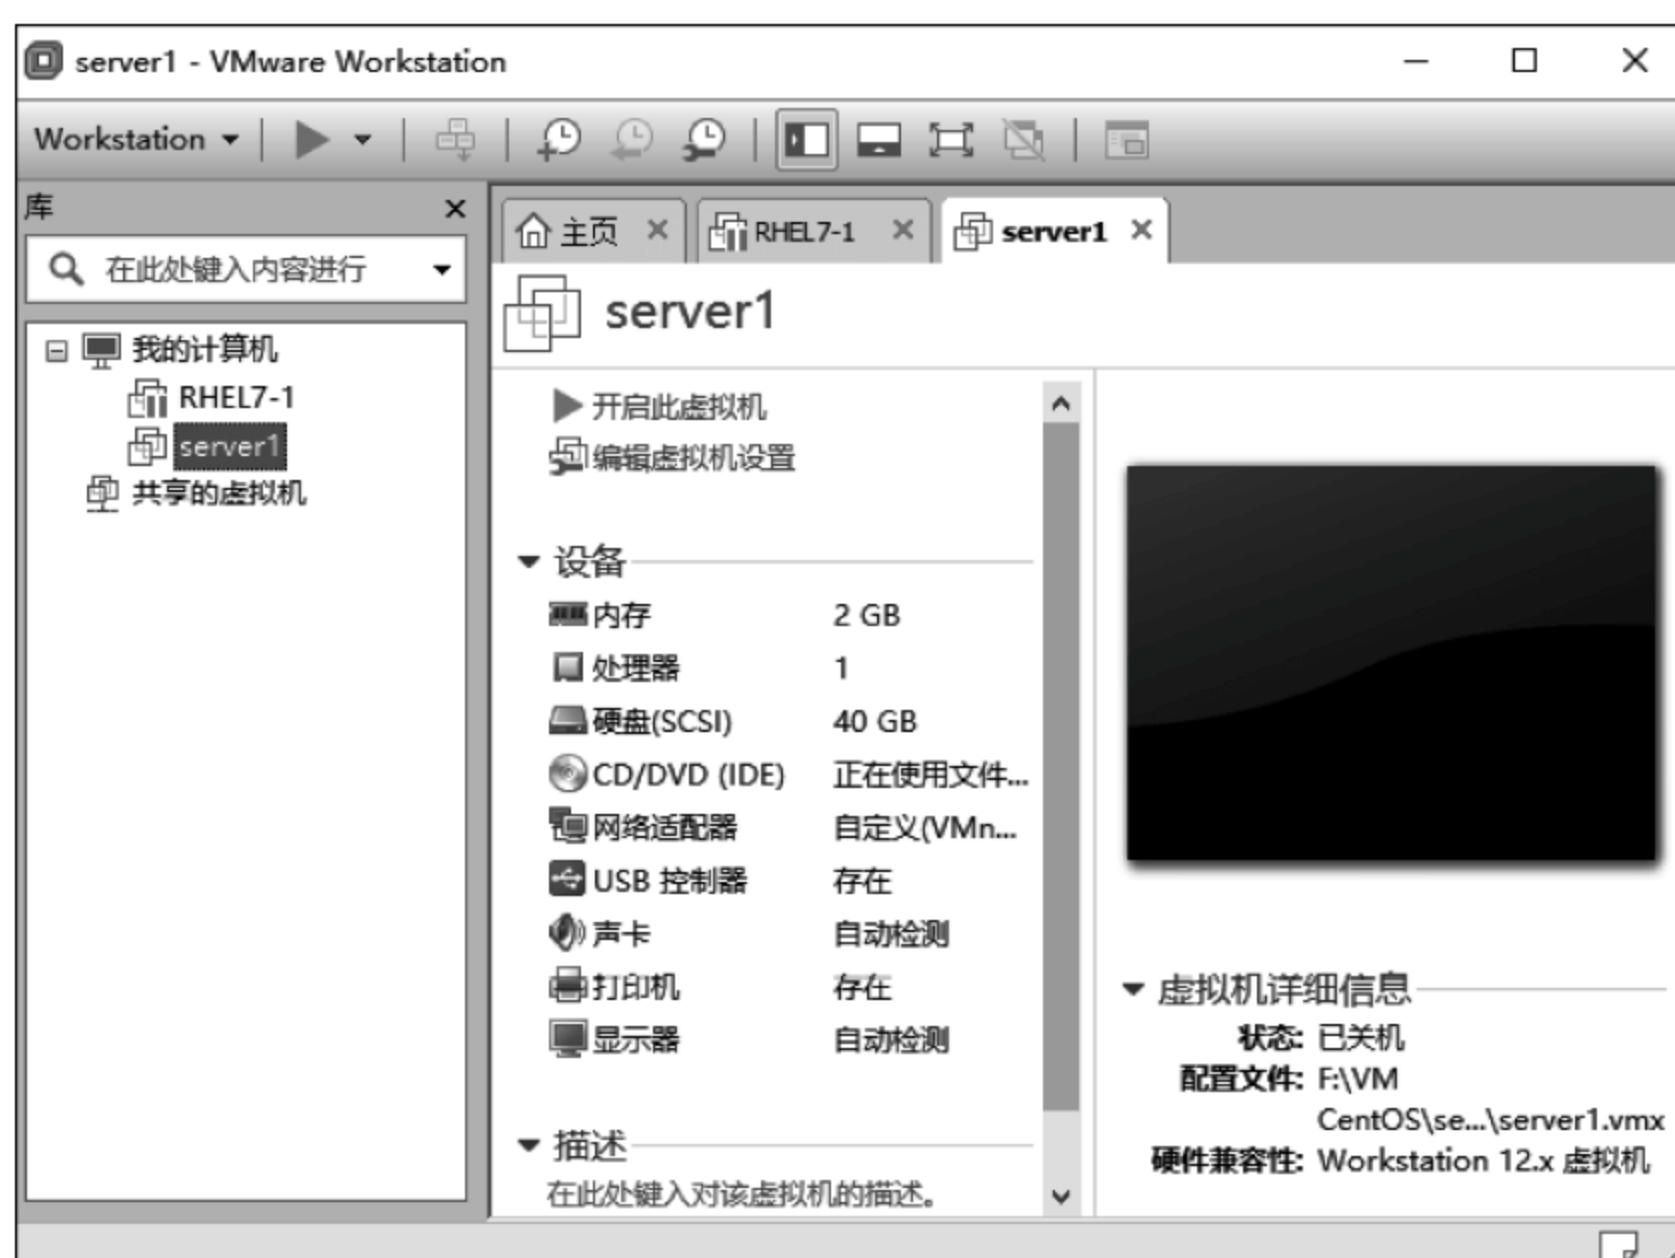 server1 - VMware Workstation
Workstation
库
在此处键入内容进行
我的计算机
RHEL7-1
server1
共享的虚拟机
主页
RHEL7-1
server1
server1
开启此虚拟机
编辑虚拟机设置
设备
内存 2 GB
处理器 1
硬盘(SCSI) 40 GB
CD/DVD (IDE) 正在使用文件...
网络适配器 自定义(VMn...
USB 控制器 存在
声卡 自动检测
打印机 存在
显示器 自动检测
描述
在此处键入对该虚拟机的描述。
虚拟机详细信息
状态: 已关机
配置文件: F:\VM
CentOS\se...\server1.vmx
硬件兼容性: Workstation 12.x 虚拟机